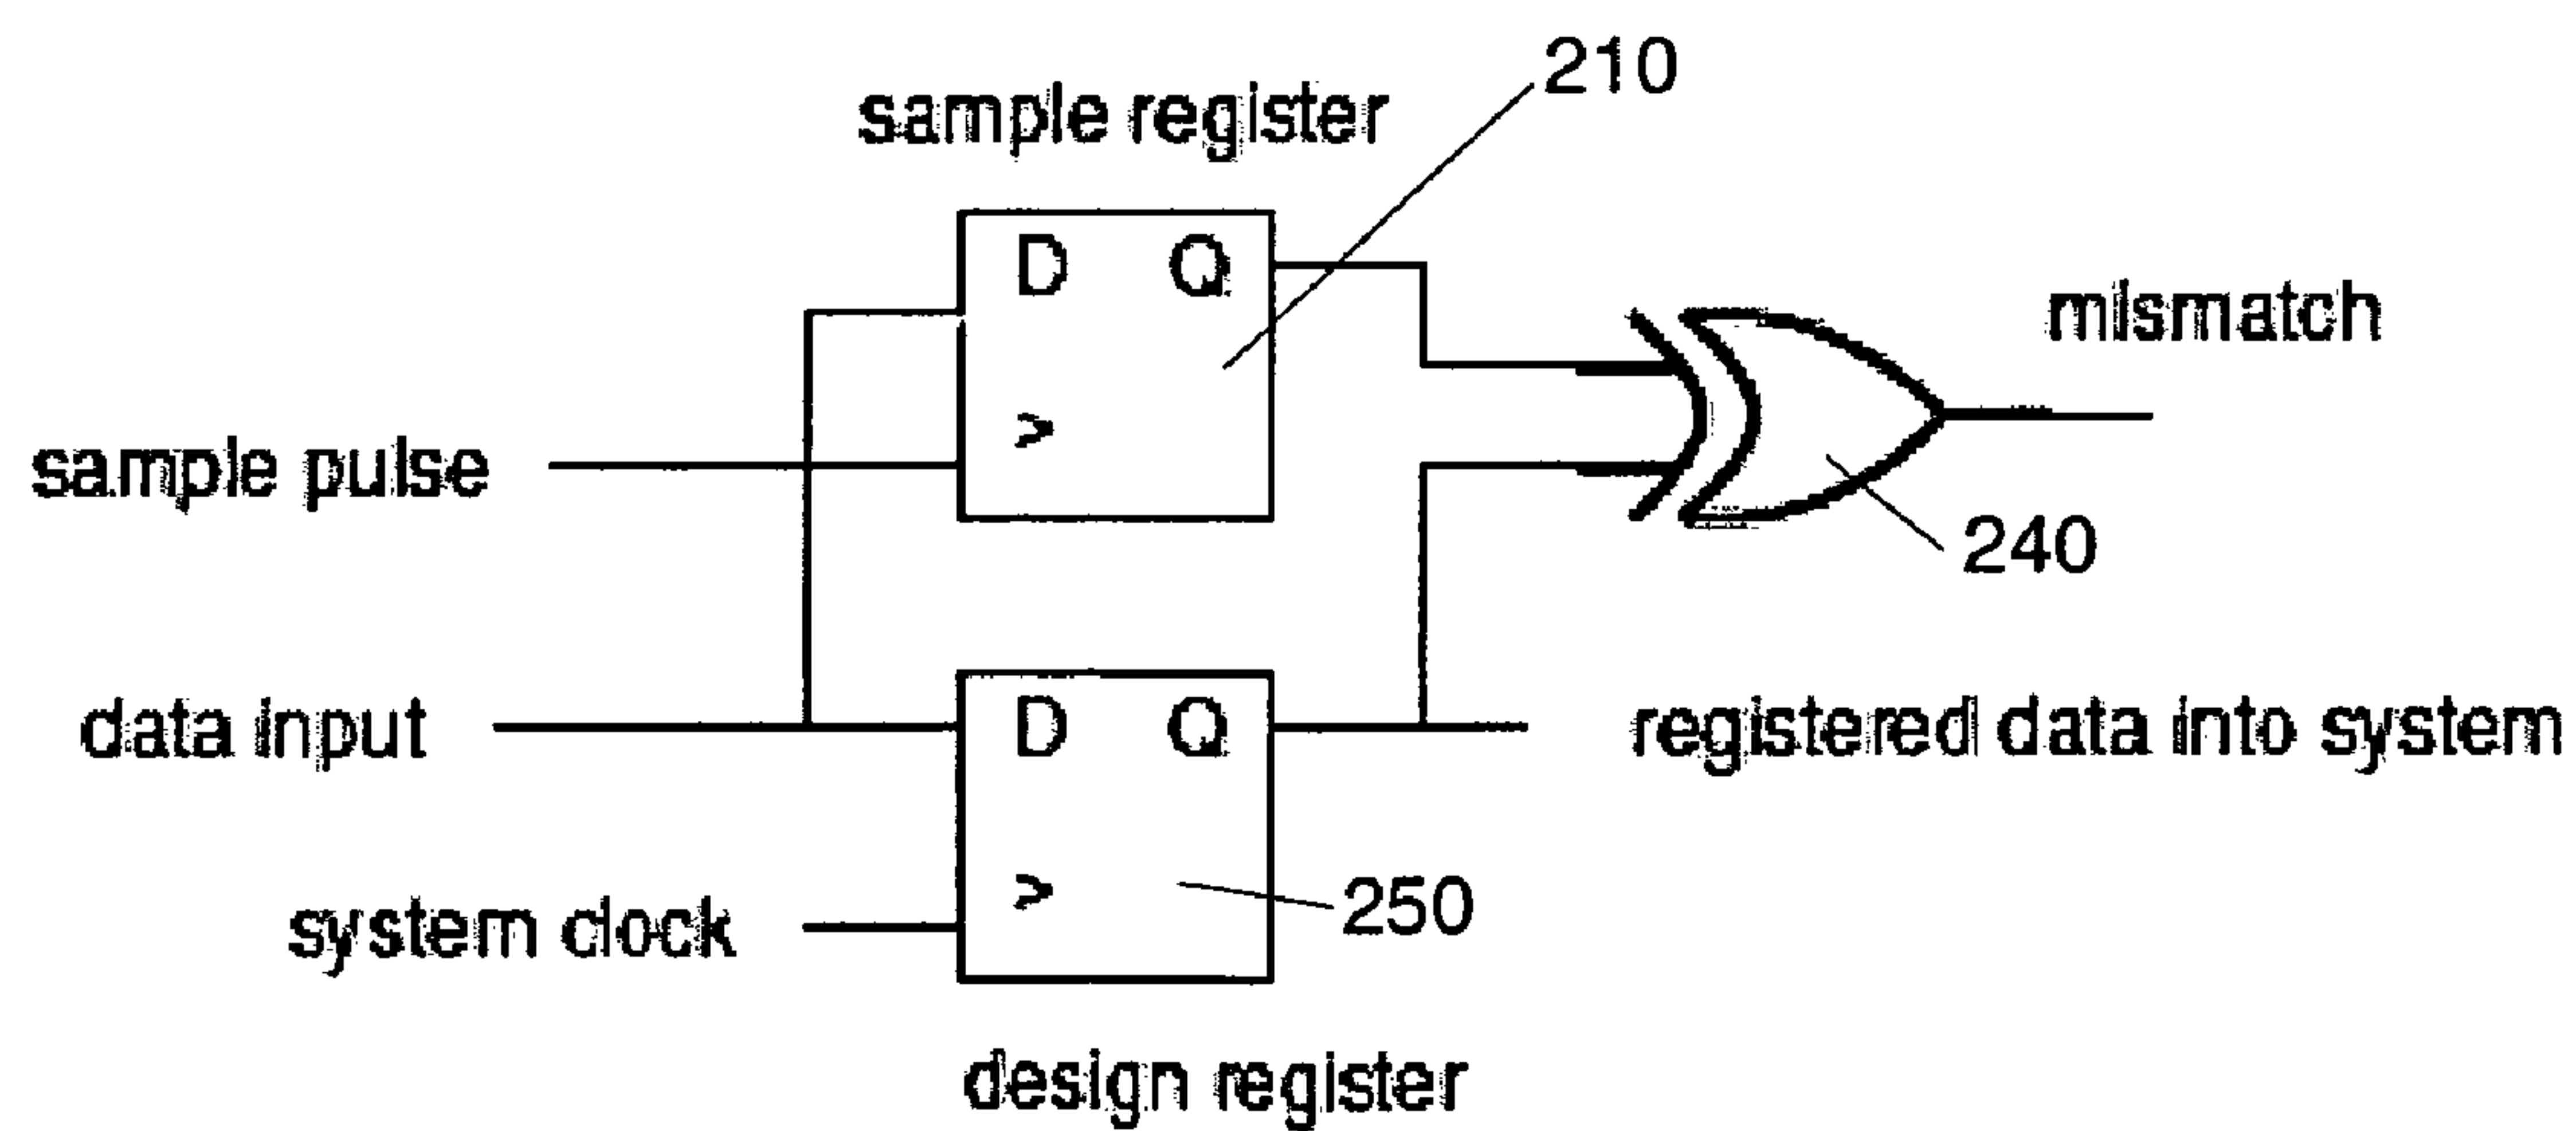 210
sample register
D Q
mismatch
>
sample pulse
240
data input
D Q
registered data into system
>
250
system clock
design register